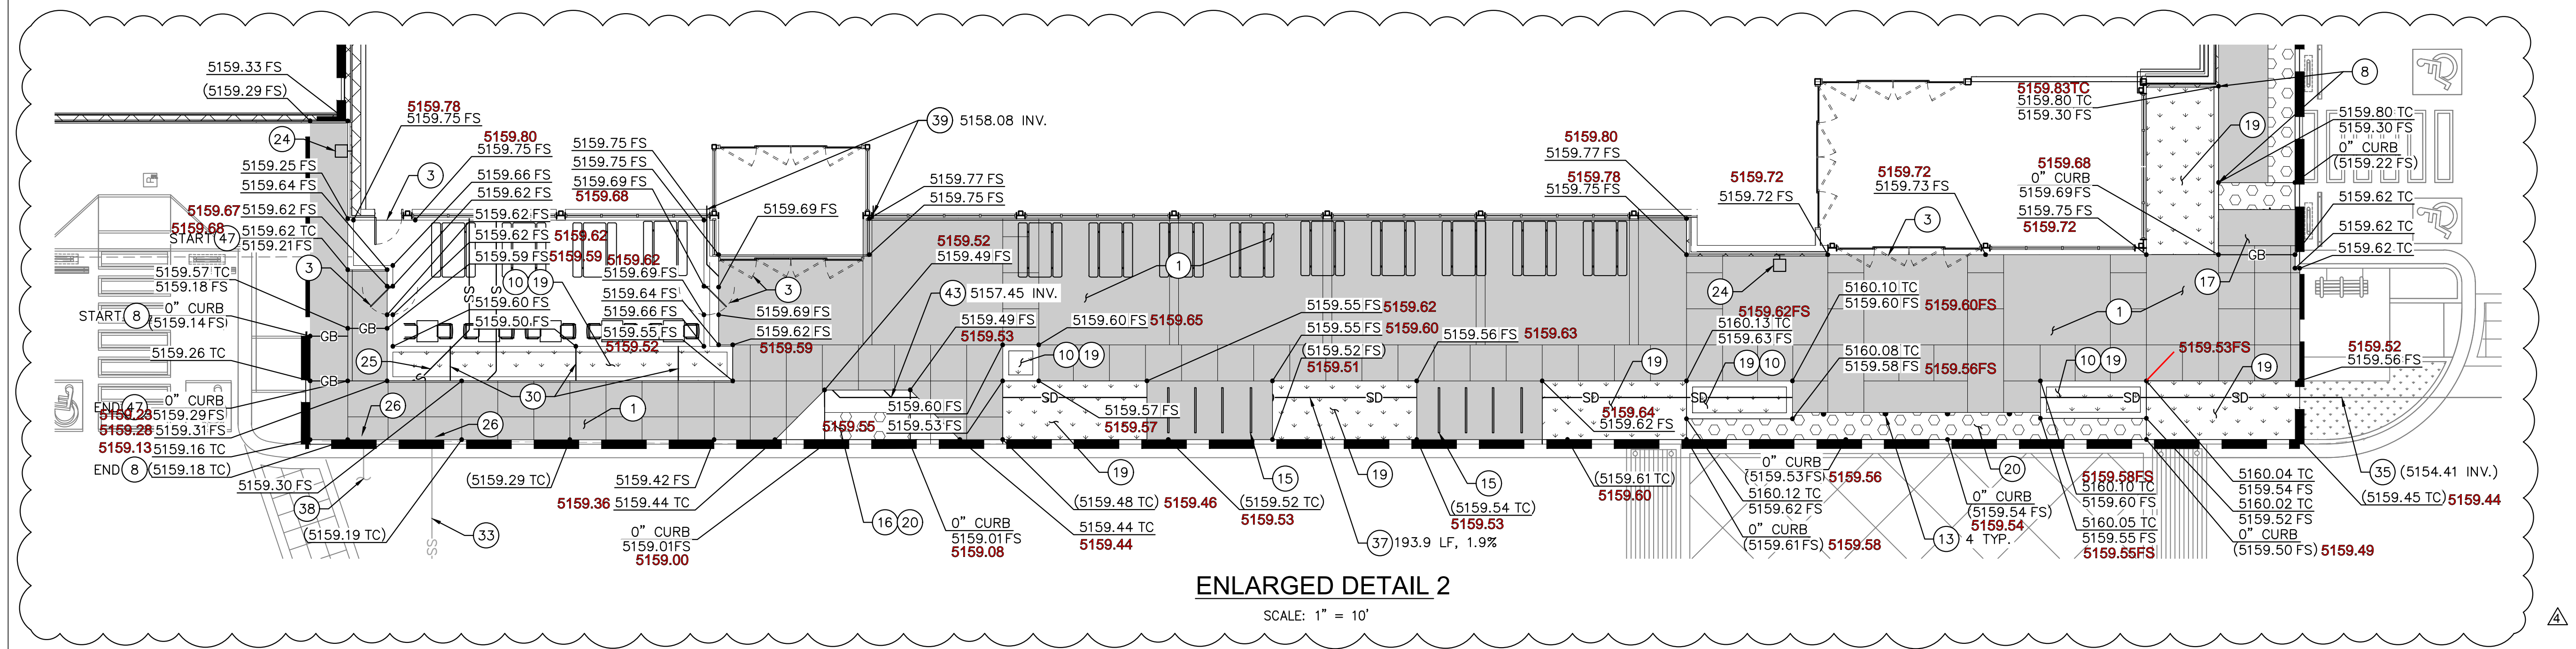 5159.33 FS
(5159.29 FS)
24
5159.78
5159.75 FS
5159.80
5159.75 FS
3
5159.25 FS
5159.64 FS
5159.67 5159.62 FS
5159.68 5159.62 TC
START 47 5159.21 FS
3
5159.57 TC
5159.18 FS
START 8 0" CURB
(5159.14 FS)
GB
GB
5159.26 TC
GB
25
END 47 0" CURB
5159.23 5159.29 FS
5159.28 5159.31 FS
5159.13 5159.16 TC
END 8 (5159.18 TC)
26
26
5159.30 FS
38
(5159.19 TC)
33
SS
5159.66 FS
5159.62 FS
5159.62 FS
5159.62 FS 5159.62
5159.59 FS 5159.59
10 19
SS
SS
5159.60 FS
5159.50 FS
S
30
1
5159.75 FS
5159.75 FS
5159.69 FS
5159.68
5159.62
5159.69 FS
5159.64 FS
5159.66 FS
5159.55 FS
5159.52
5159.69 FS
3
5159.69 FS
5159.62 FS
5159.59
39 5158.08 INV.
5159.77 FS
5159.75 FS
5159.52
5159.49 FS
43 5157.45 INV.
5159.49 FS
5159.53
5159.60 FS
5159.53 FS
5159.55
(5159.29 TC)
5159.42 FS
5159.36 5159.44 TC
0" CURB
5159.01FS
5159.00
16 20
0" CURB
5159.01 FS
5159.08
5159.44 TC
5159.44
(5159.48 TC) 5159.46
19
1
5159.60 FS 5159.65
10 19
SD
5159.57 FS
5159.57
5159.55 FS 5159.62
5159.55 FS 5159.60
(5159.52 FS)
5159.51
5159.56 FS 5159.63
SD
SD
15
(5159.52 TC)
5159.53
19
37 193.9 LF, 1.9%
15
(5159.54 TC)
5159.53
5159.80
5159.77 FS
5159.78
5159.75 FS
5159.72
5159.72 FS
24
5159.62FS
5160.13 TC
5159.63 FS
5160.10 TC
5159.60 FS 5159.60FS
19
19 10
5160.08 TC
5159.58 FS 5159.56FS
SD
SD
5159.64
5159.62 FS
(5159.61 TC)
5159.60
0" CURB
(5159.53 FS) 5159.56
5160.12 TC
5159.62 FS
0" CURB
(5159.61 FS) 5159.58
20
0" CURB
(5159.54 FS)
5159.54
13 4 TYP.
5159.72
5159.73 FS
3
5159.83TC
5159.80 TC
5159.30 FS
5159.68
0" CURB
5159.69FS
5159.75 FS
5159.72
1
10 19
5159.53FS
19
SD
SD
5159.58FS
5160.10 TC
5159.60 FS
5160.05 TC
5159.55 FS
5159.55FS
5160.04 TC
5159.54 FS
5160.02 TC
5159.52 FS
0" CURB
(5159.50 FS) 5159.49
8
19
17
GB
5159.80 TC
5159.30 FS
0" CURB
(5159.22 FS)
5159.62 TC
5159.62 TC
5159.62 TC
5159.52
5159.56 FS
35 (5154.41 INV.)
(5159.45 TC) 5159.44
ENLARGED DETAIL 2
SCALE: 1" = 10'
4